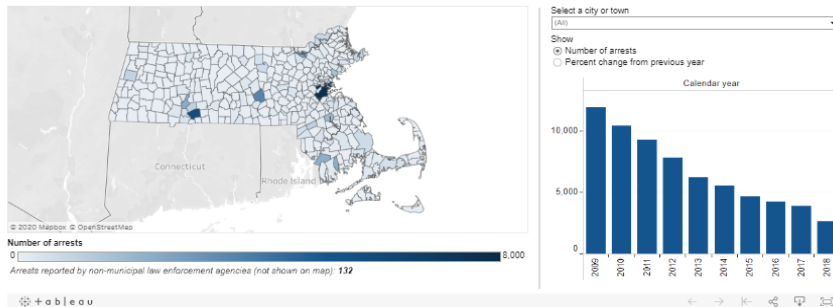 Select a city or town
(All)
Show
Number of arrests
Percent change from previous year
Calendar year
10,000
5,000
0
2009
2010
2011
2012
2013
2014
2015
2016
2017
2018
Connecticut
Rhode Island
© 2020 Mapbox © OpenStreetMap
Number of arrests
0
8,000
Arrests reported by non-municipal law enforcement agencies (not shown on map): 132
+ableau